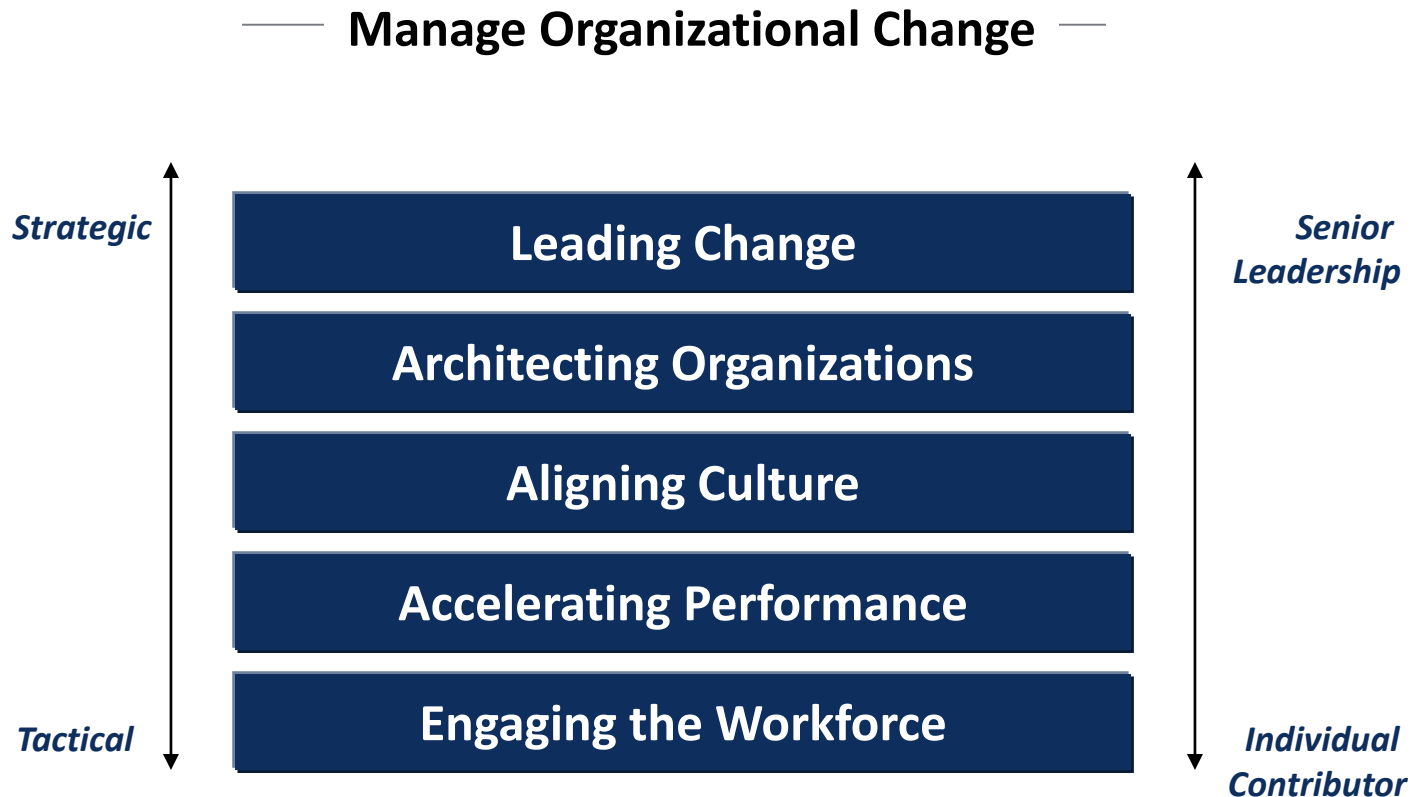 Manage Organizational Change
Strategic
Senior
Leadership
Leading Change
Architecting Organizations
Aligning Culture
Accelerating Performance
Engaging the Workforce
Tactical
Individual
Contributor